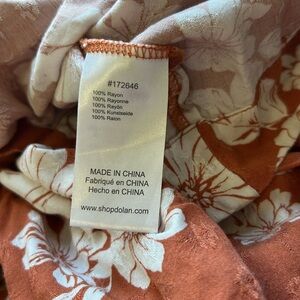 #172646
100% Rayon
100% Rayonne
100% Rayón
100% Kunstseide
100% Raion
MADE IN CHINA
Fabriqué en CHINA
Hecho en CHINA
www.shopdolan.com